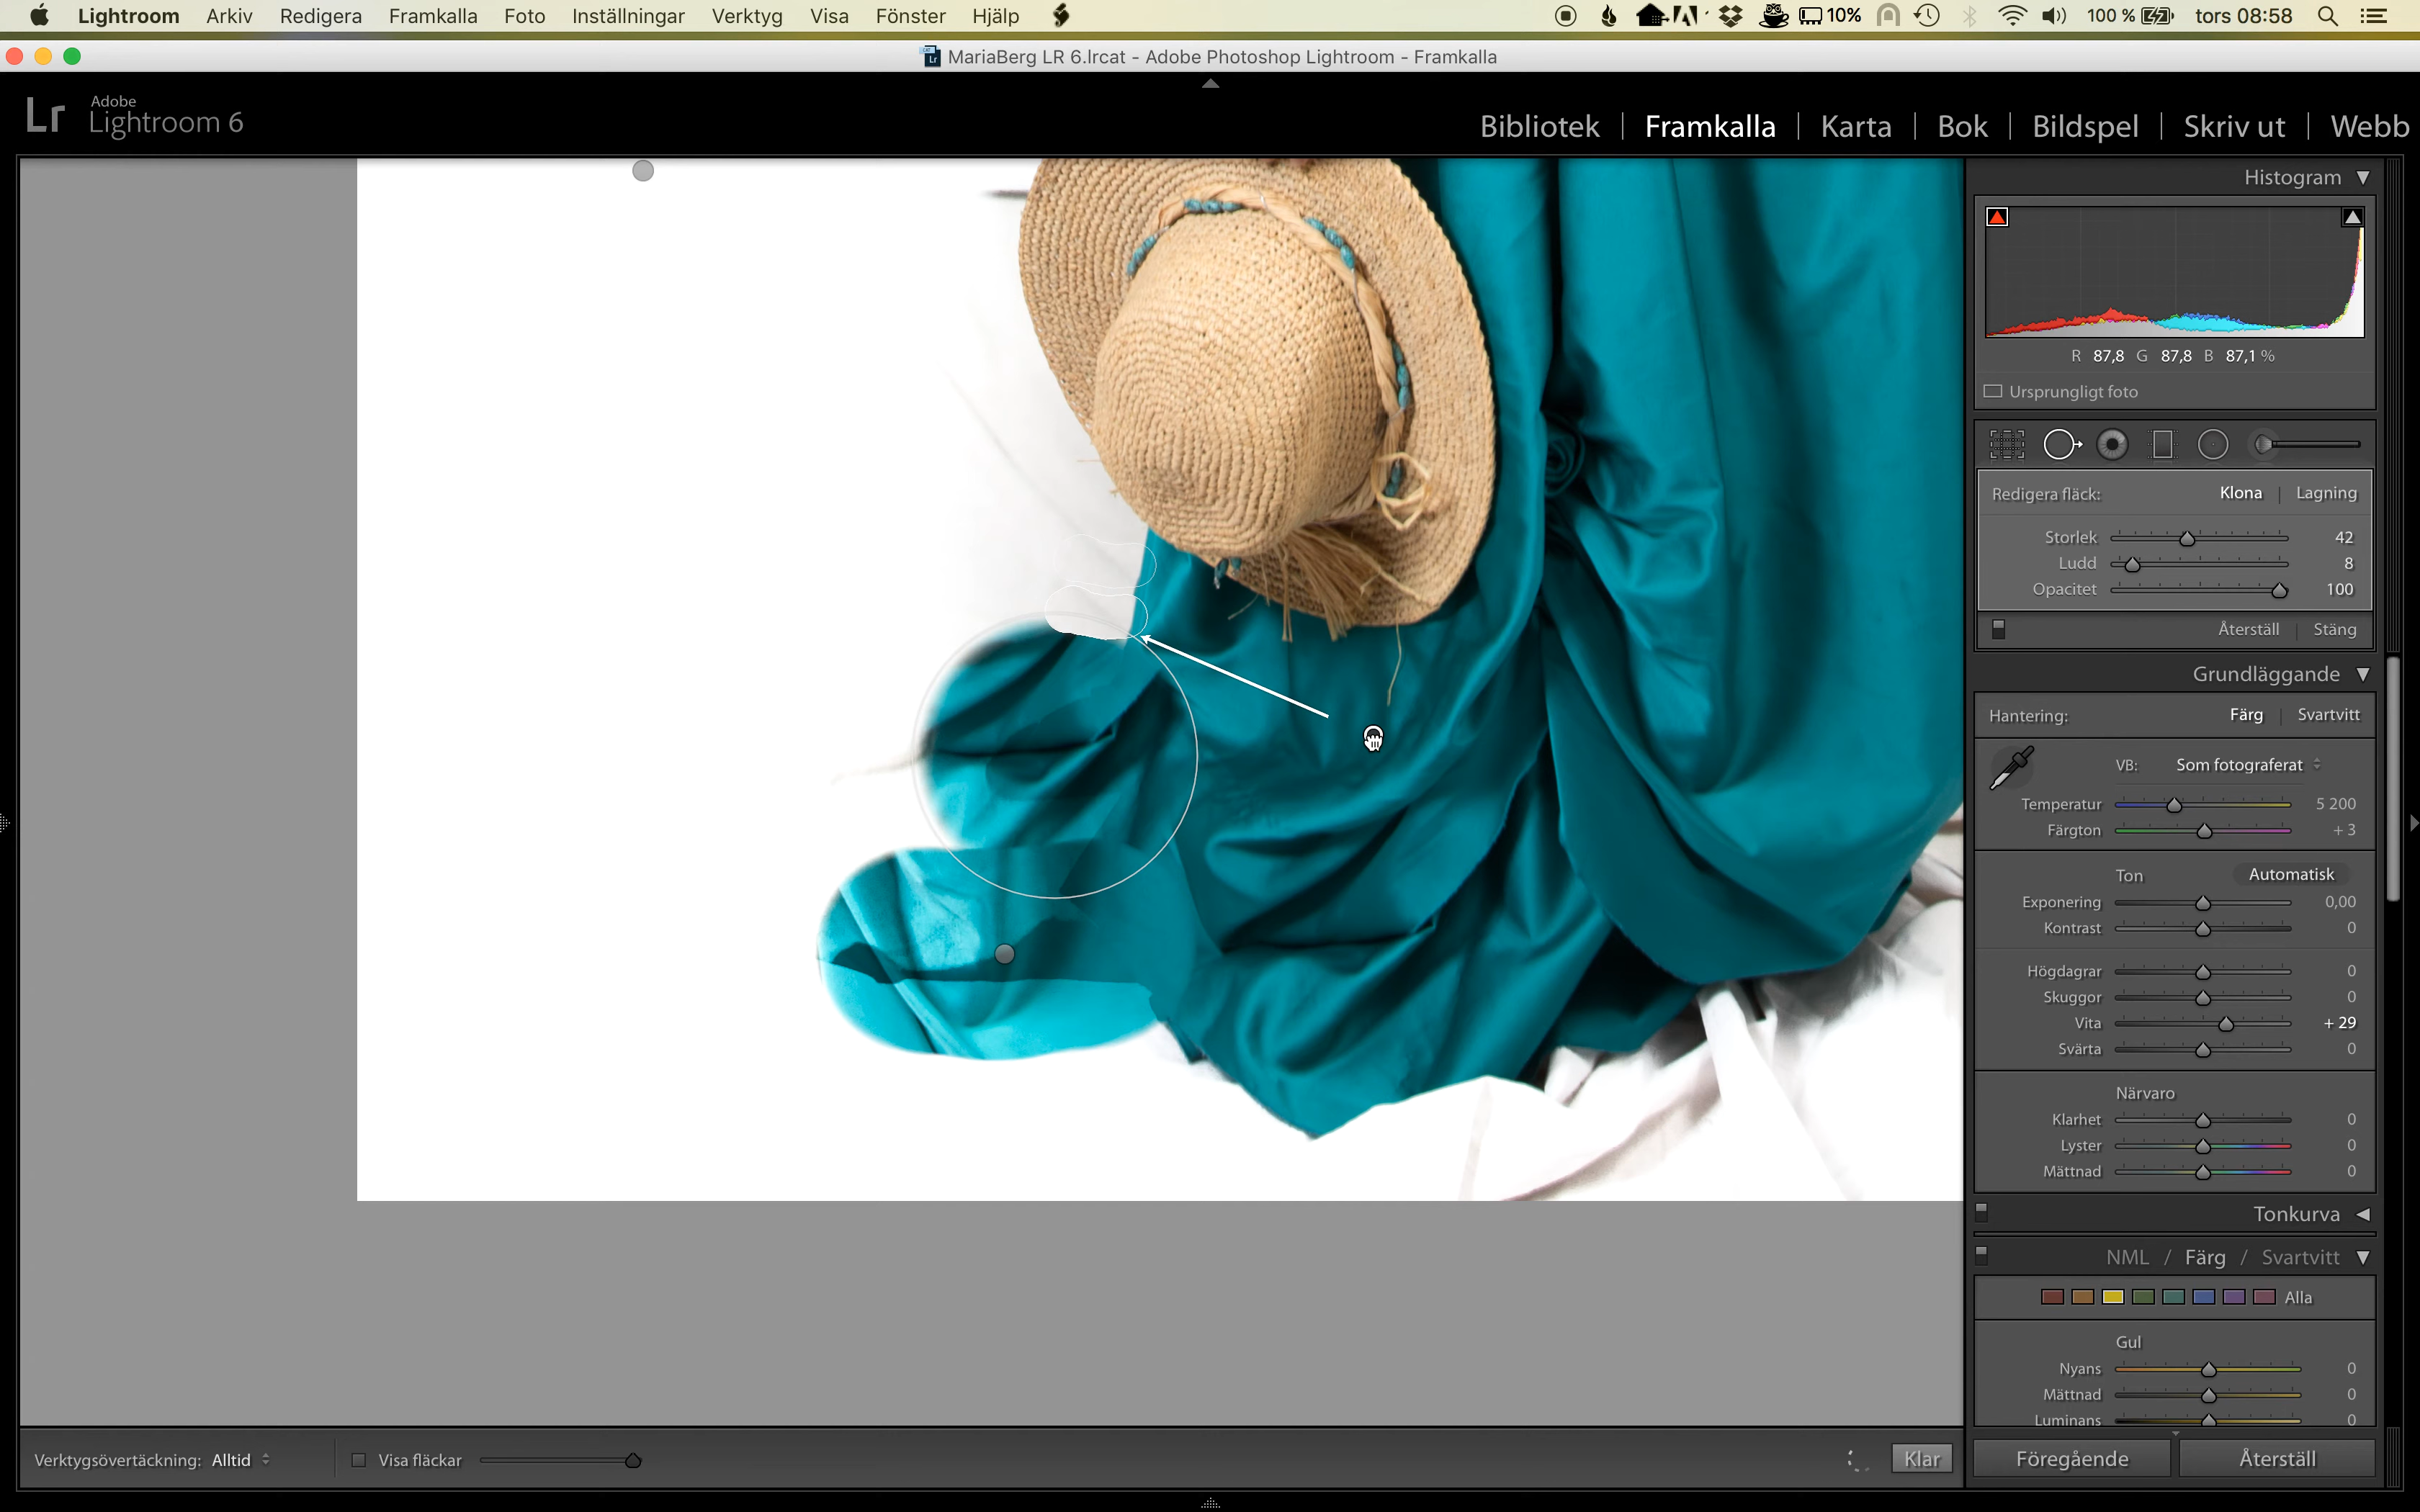 Lightroom Arkiv Redigera Framkalla Foto Inställningar Verktyg Visa Fönster Hjälp 10% 100 % tors 08:58
MariaBerg LR 6.lrcat - Adobe Photoshop Lightroom - Framkalla
Lr Adobe
Lightroom 6
Bibliotek | Framkalla | Karta | Bok | Bildspel | Skriv ut | Webb
Histogram
R 87,8 G 87,8 B 87,1 %
Ursprungligt foto
Redigera fläck: Klona | Lagning
Storlek 42
Ludd 8
Opacitet 100
Återställ | Stäng
Grundläggande
Hantering: Färg | Svartvitt
VB: Som fotograferat
Temperatur 5 200
Färgton + 3
Ton Automatisk
Exponering 0,00
Kontrast 0
Högdagrar 0
Skuggor 0
Vita + 29
Svärta 0
Närvaro
Klarhet 0
Lyster 0
Mättnad 0
Tonkurva
NML / Färg / Svartvitt
Alla
Gul
Nyans 0
Mättnad 0
Luminans 0
Verktygsövertäckning: Alltid Visa fläckar Klar Föregående Återställ